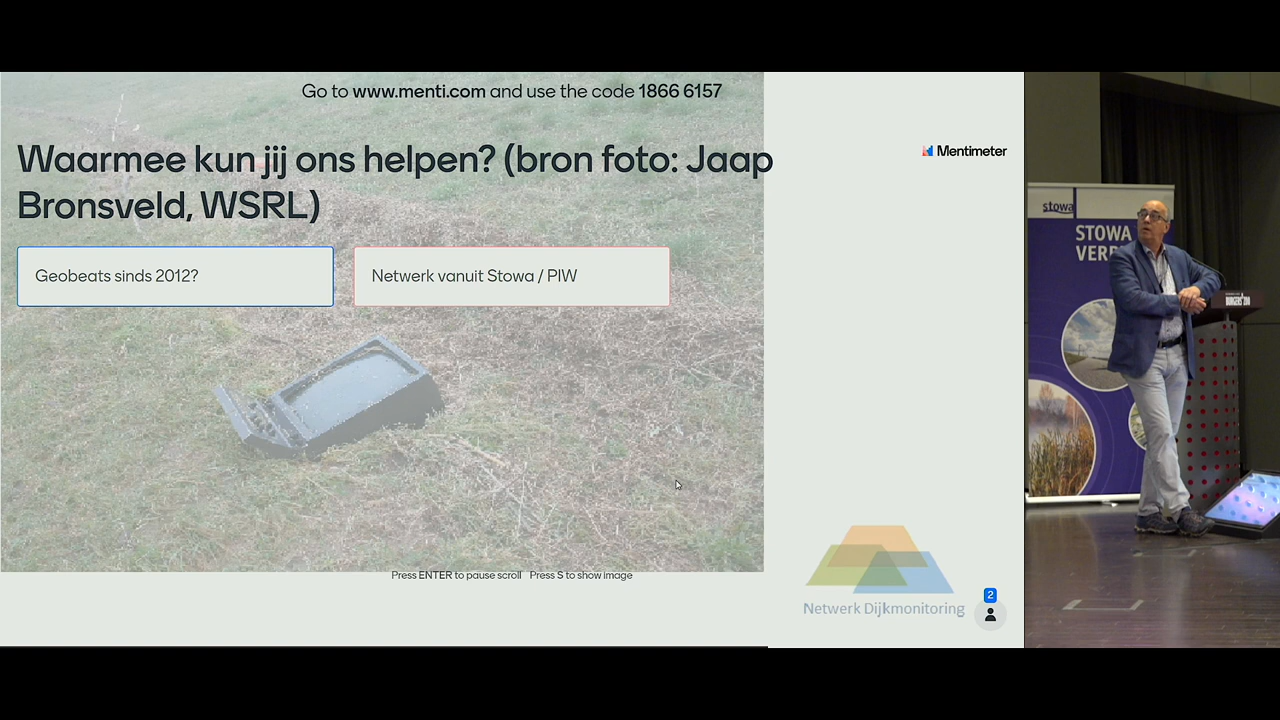 Go to www.menti.com and use the code 1866 6157
Waarmee kun jij ons helpen? (bron foto: Jaap
Bronsveld, WSRL)
Mentimeter
Geobeats sinds 2012?
Netwerk vanuit Stowa / PIW
Press ENTER to pause scroll Press S to show image
Netwerk Dijkmonitoring
2
stowa
STOWA
BURGERS' ZOO